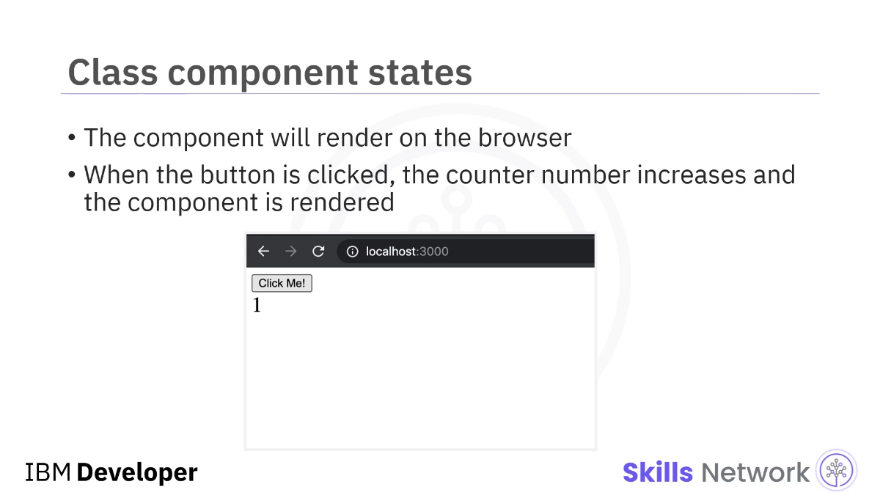 Class component states
• The component will render on the browser
• When the button is clicked, the counter number increases and
the component is rendered
localhost:3000
Click Me!
1
IBM Developer
Skills Network